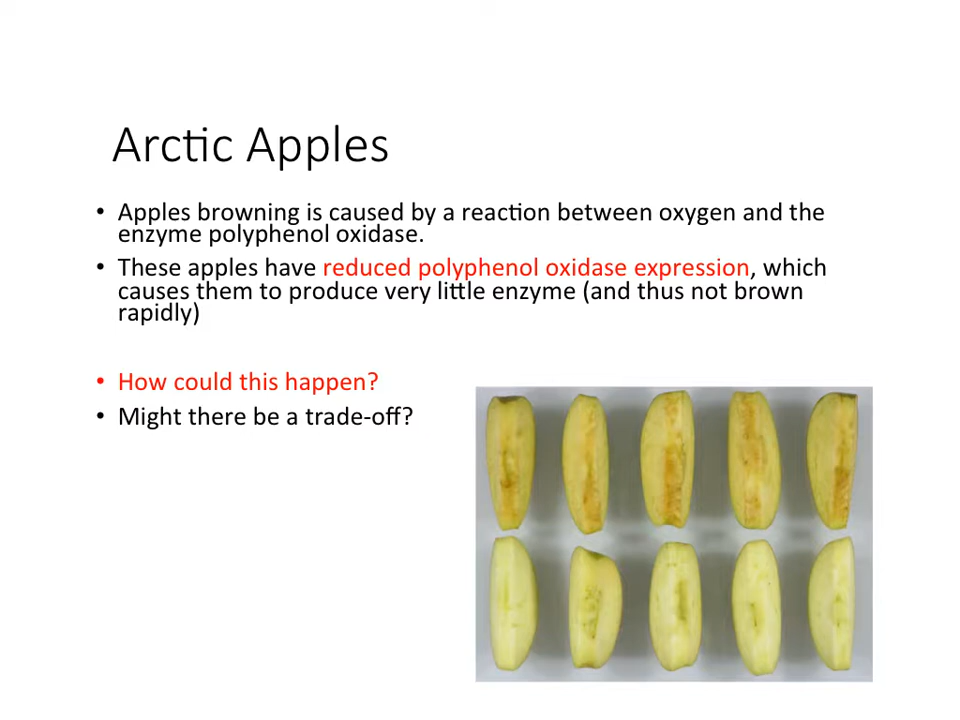 Arctic Apples
• Apples browning is caused by a reaction between oxygen and the
enzyme polyphenol oxidase.
• These apples have reduced polyphenol oxidase expression, which
causes them to produce very little enzyme (and thus not brown
rapidly)
• How could this happen?
• Might there be a trade-off?